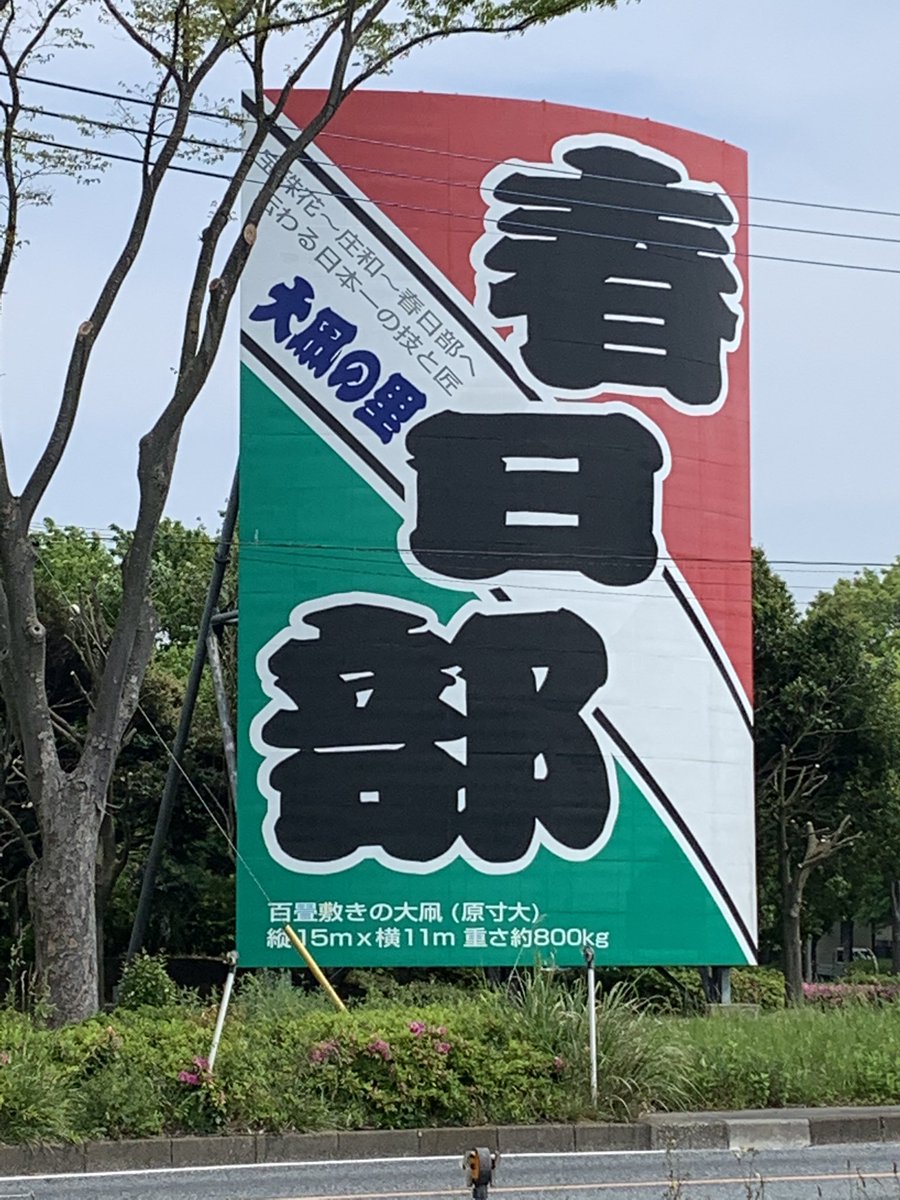 春日部
宝珠花～庄和～春日部へ
伝わる日本一の技と匠
大凧の里
百畳敷きの大凧 (原寸大)
縦15mx横11m 重さ約800kg